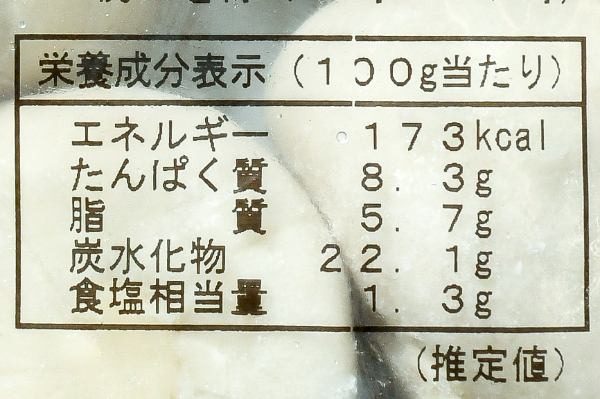 栄養成分表示（100g当たり）
エネルギー 173kcal
たんぱく質 8.3g
脂質 5.7g
炭水化物 22.1g
食塩相当量 1.3g
（推定値）